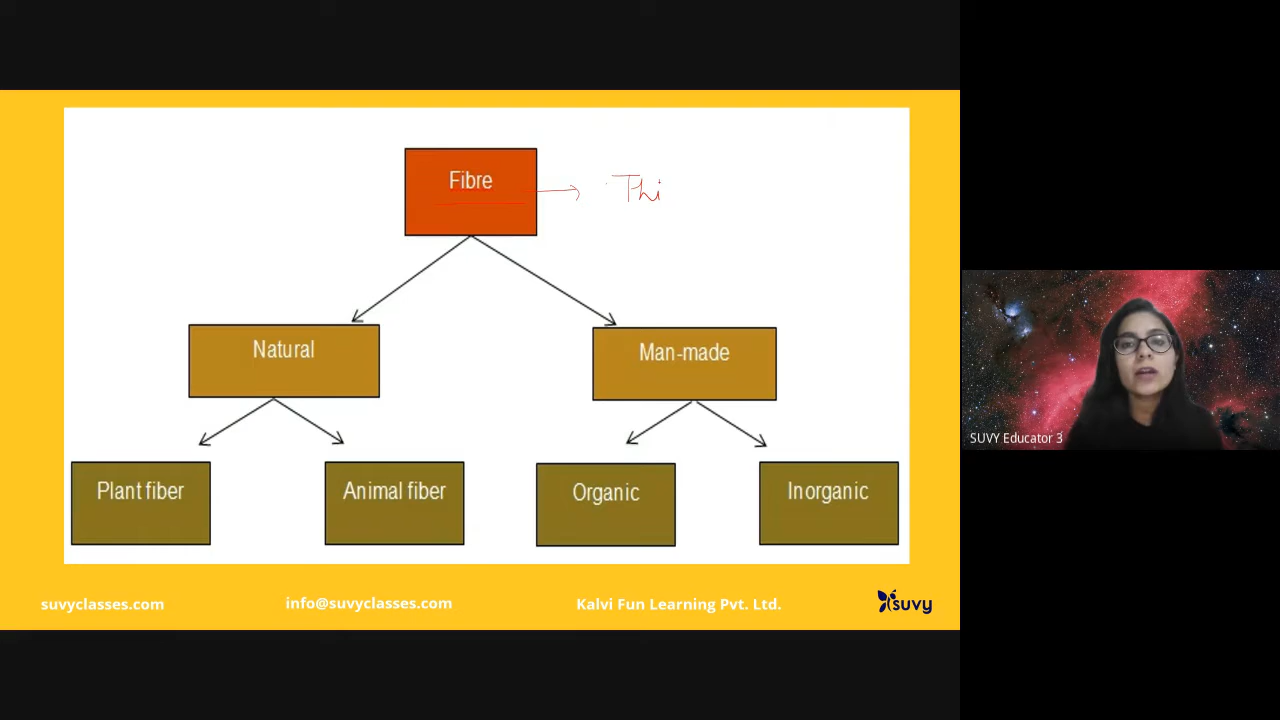 Fibre
Thi
Natural
Man-made
Plant fiber
Animal fiber
Organic
Inorganic
SUVY Educator 3
suvyclasses.com
info@suvyclasses.com
Kalvi Fun Learning Pvt. Ltd.
suvy